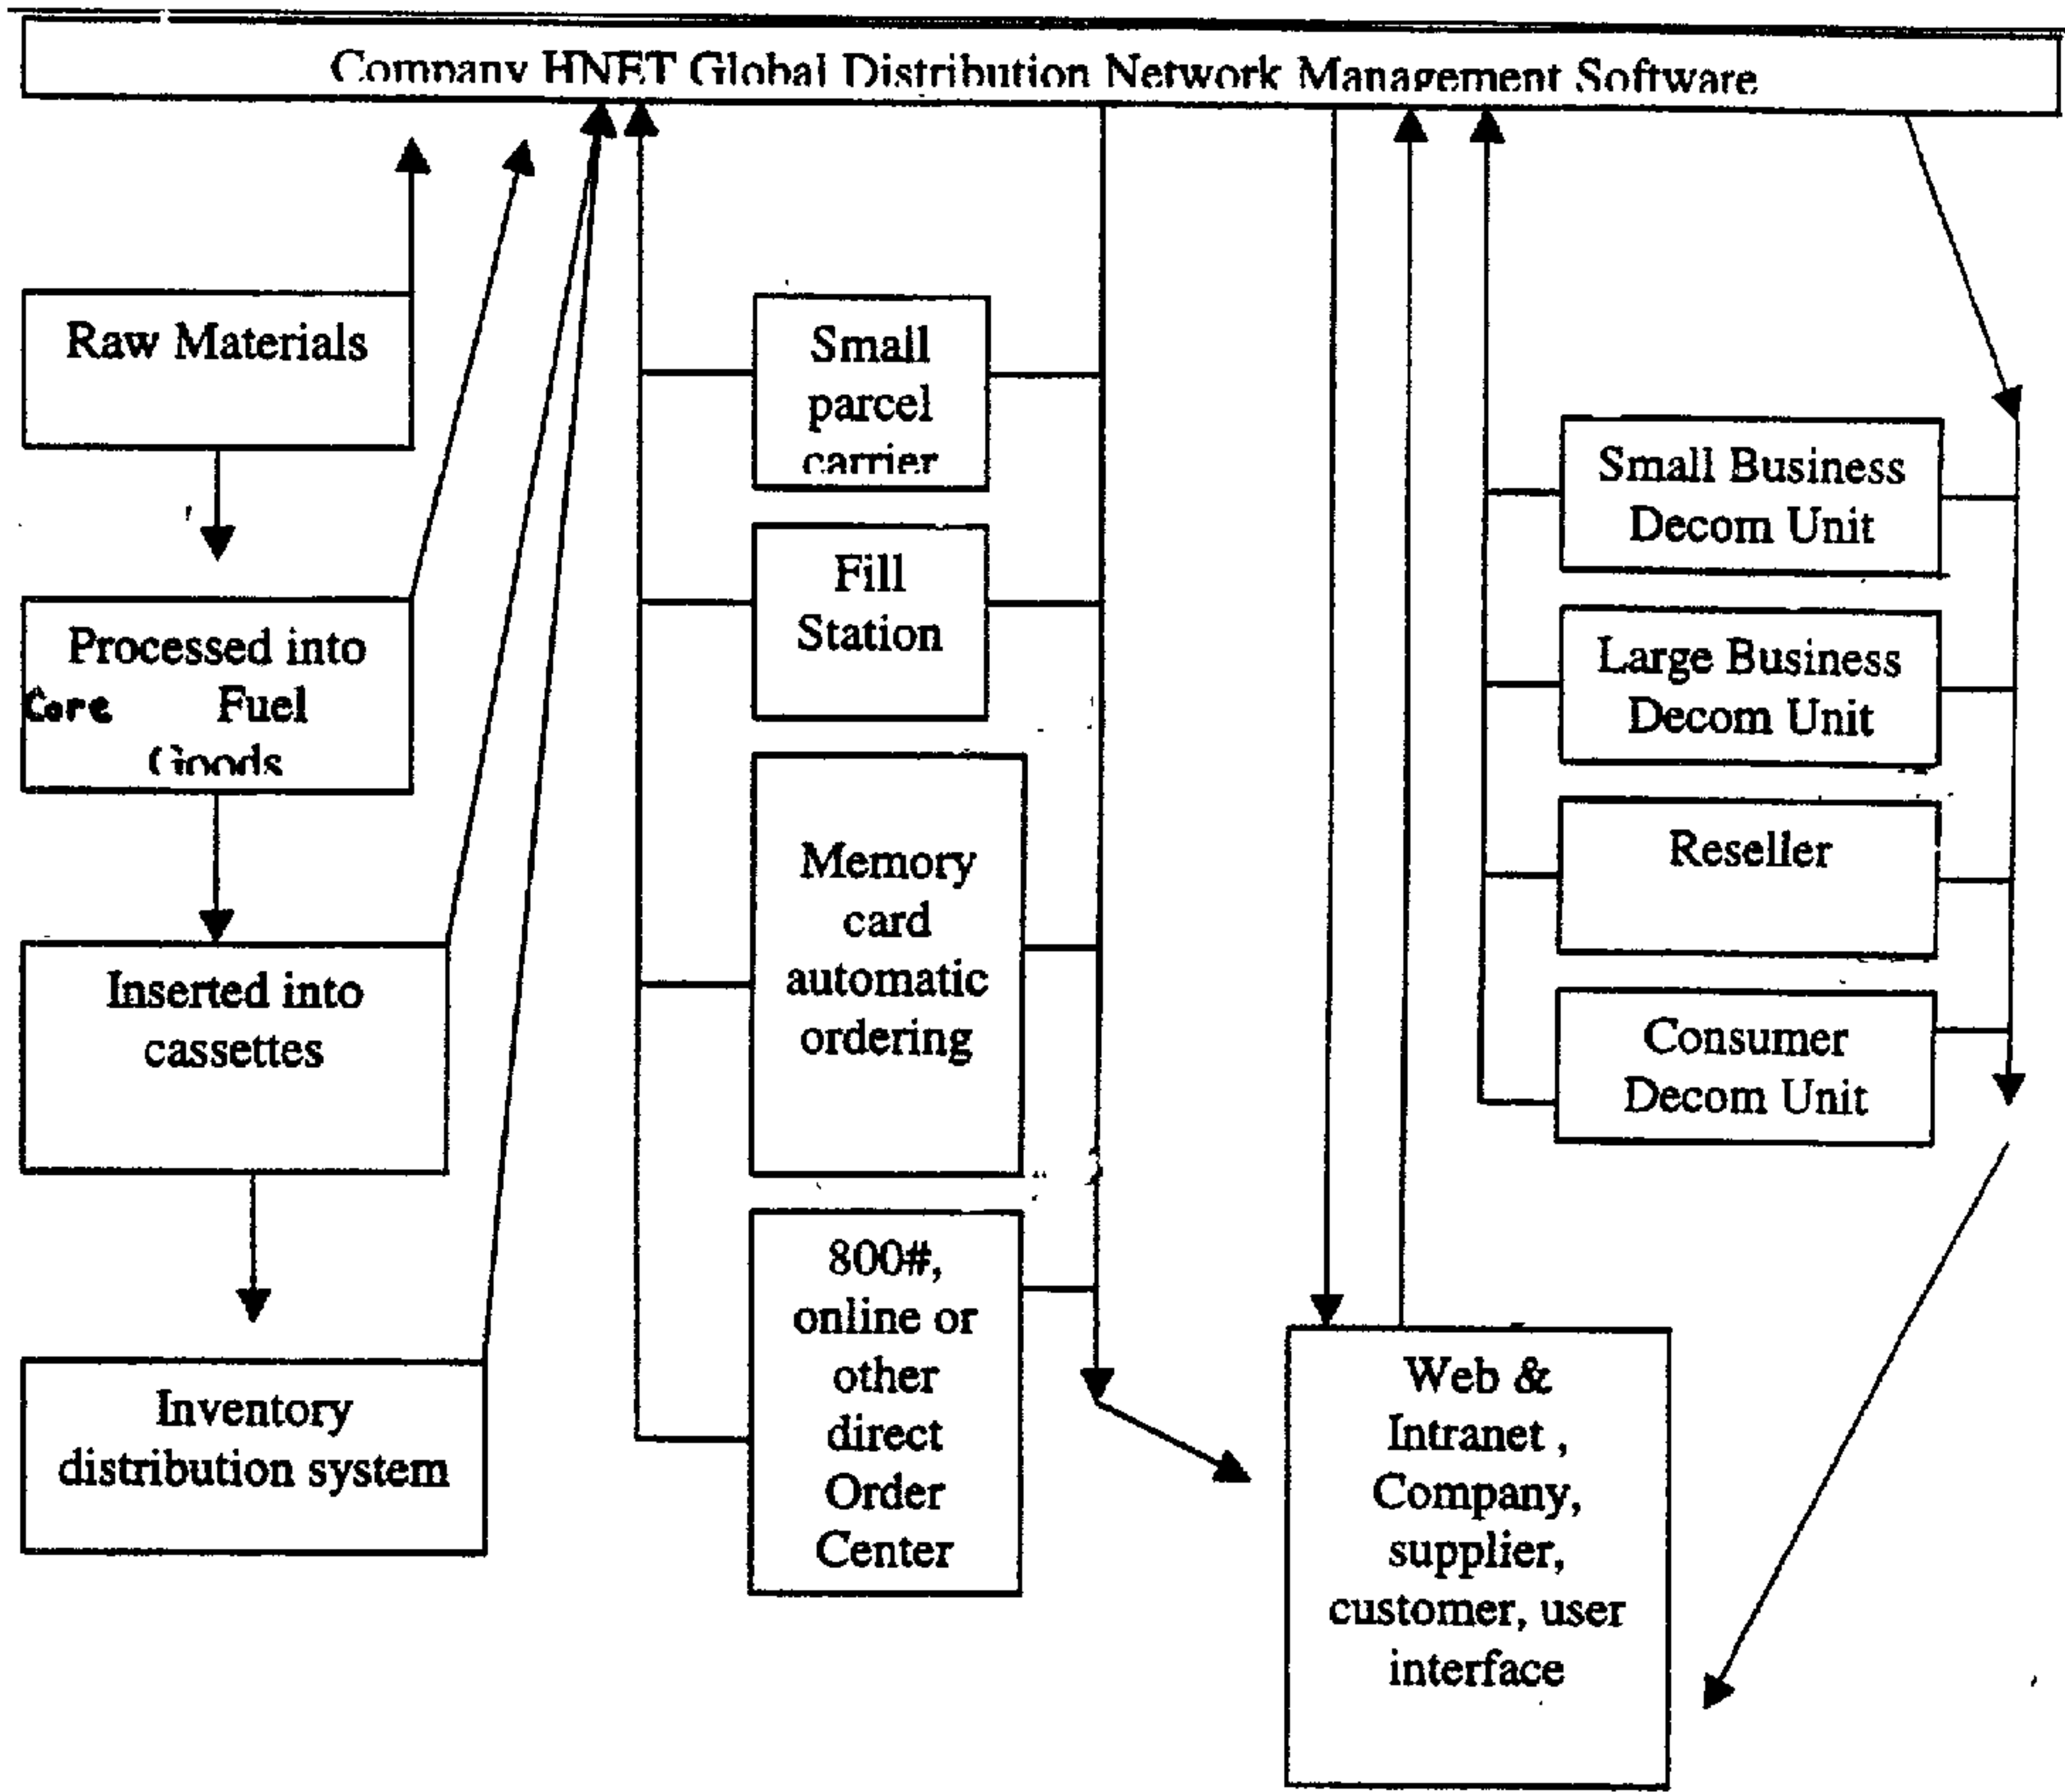 Company HNET Global Distribution Network Management Software
Raw Materials
Processed into
Core Fuel
Goods
Inserted into
cassettes
Inventory
distribution system
Small
parcel
carrier
Fill
Station
Memory
card
automatic
ordering
800#,
online or
other
direct
Order
Center
Web &
Intranet ,
Company,
supplier,
customer, user
interface
Small Business
Decom Unit
Large Business
Decom Unit
Reseller
Consumer
Decom Unit